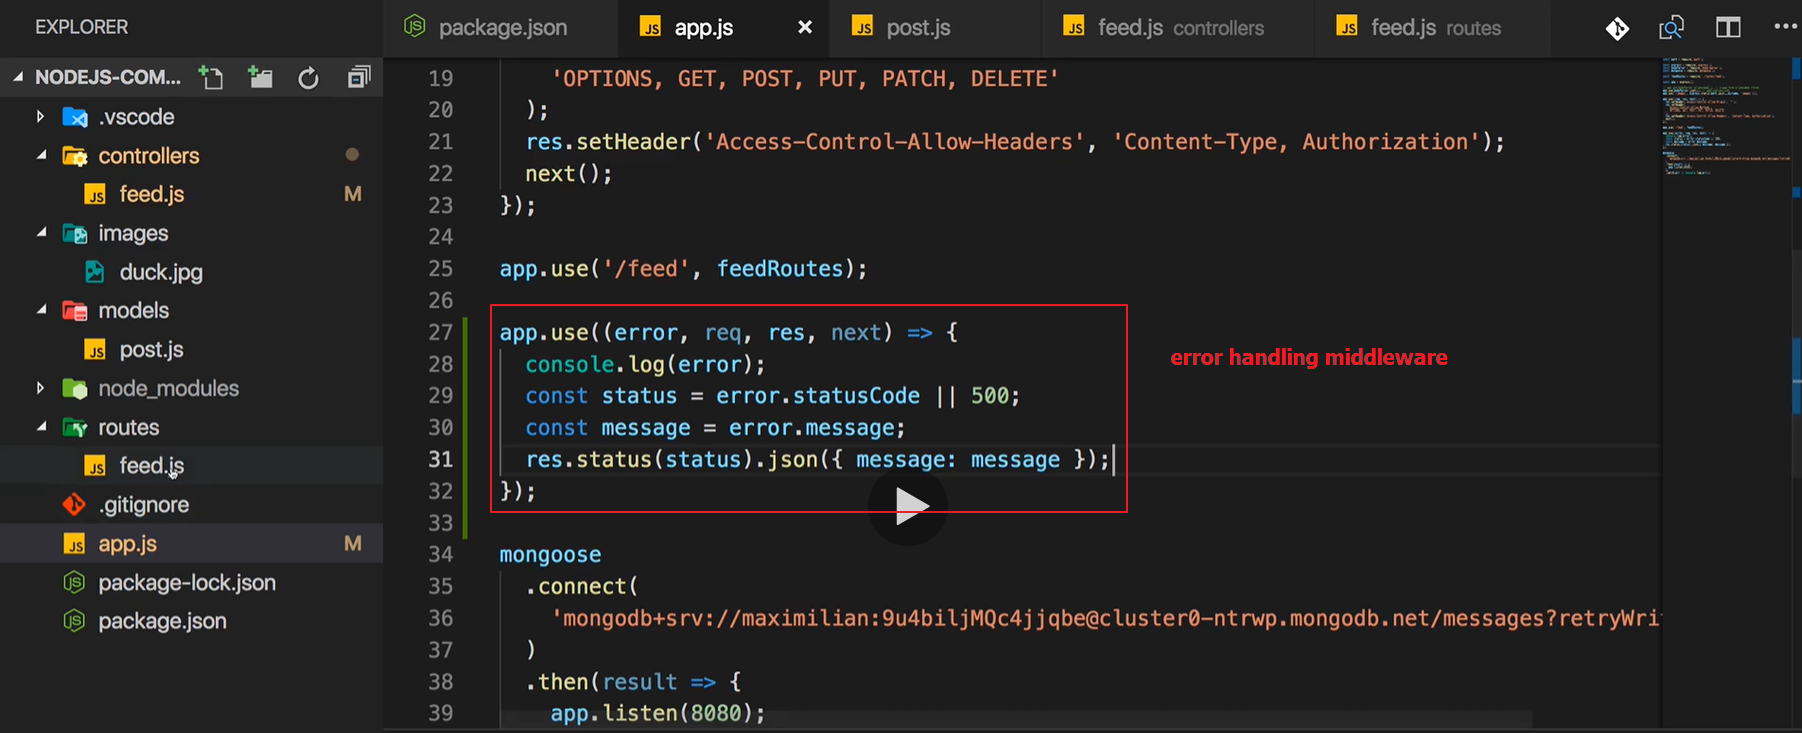 EXPLORER
package.json
app.js
post.js
feed.js controllers
feed.js routes
NODEJS-COM...
.vscode
controllers
feed.js M
images
duck.jpg
models
post.js
node_modules
routes
feed.js
.gitignore
app.js M
package-lock.json
package.json
19 'OPTIONS, GET, POST, PUT, PATCH, DELETE'
20 );
21 res.setHeader('Access-Control-Allow-Headers', 'Content-Type, Authorization');
22 next();
23 });
24
25 app.use('/feed', feedRoutes);
26
27 app.use((error, req, res, next) => {
28 console.log(error);
29 const status = error.statusCode || 500;
30 const message = error.message;
31 res.status(status).json({ message: message });
32 });
33
34 mongoose
35 .connect(
36 'mongodb+srv://maximilian:9u4biljMQc4jjqbe@cluster0-ntrwp.mongodb.net/messages?retryWri
37 )
38 .then(result => {
39 app.listen(8080);
error handling middleware